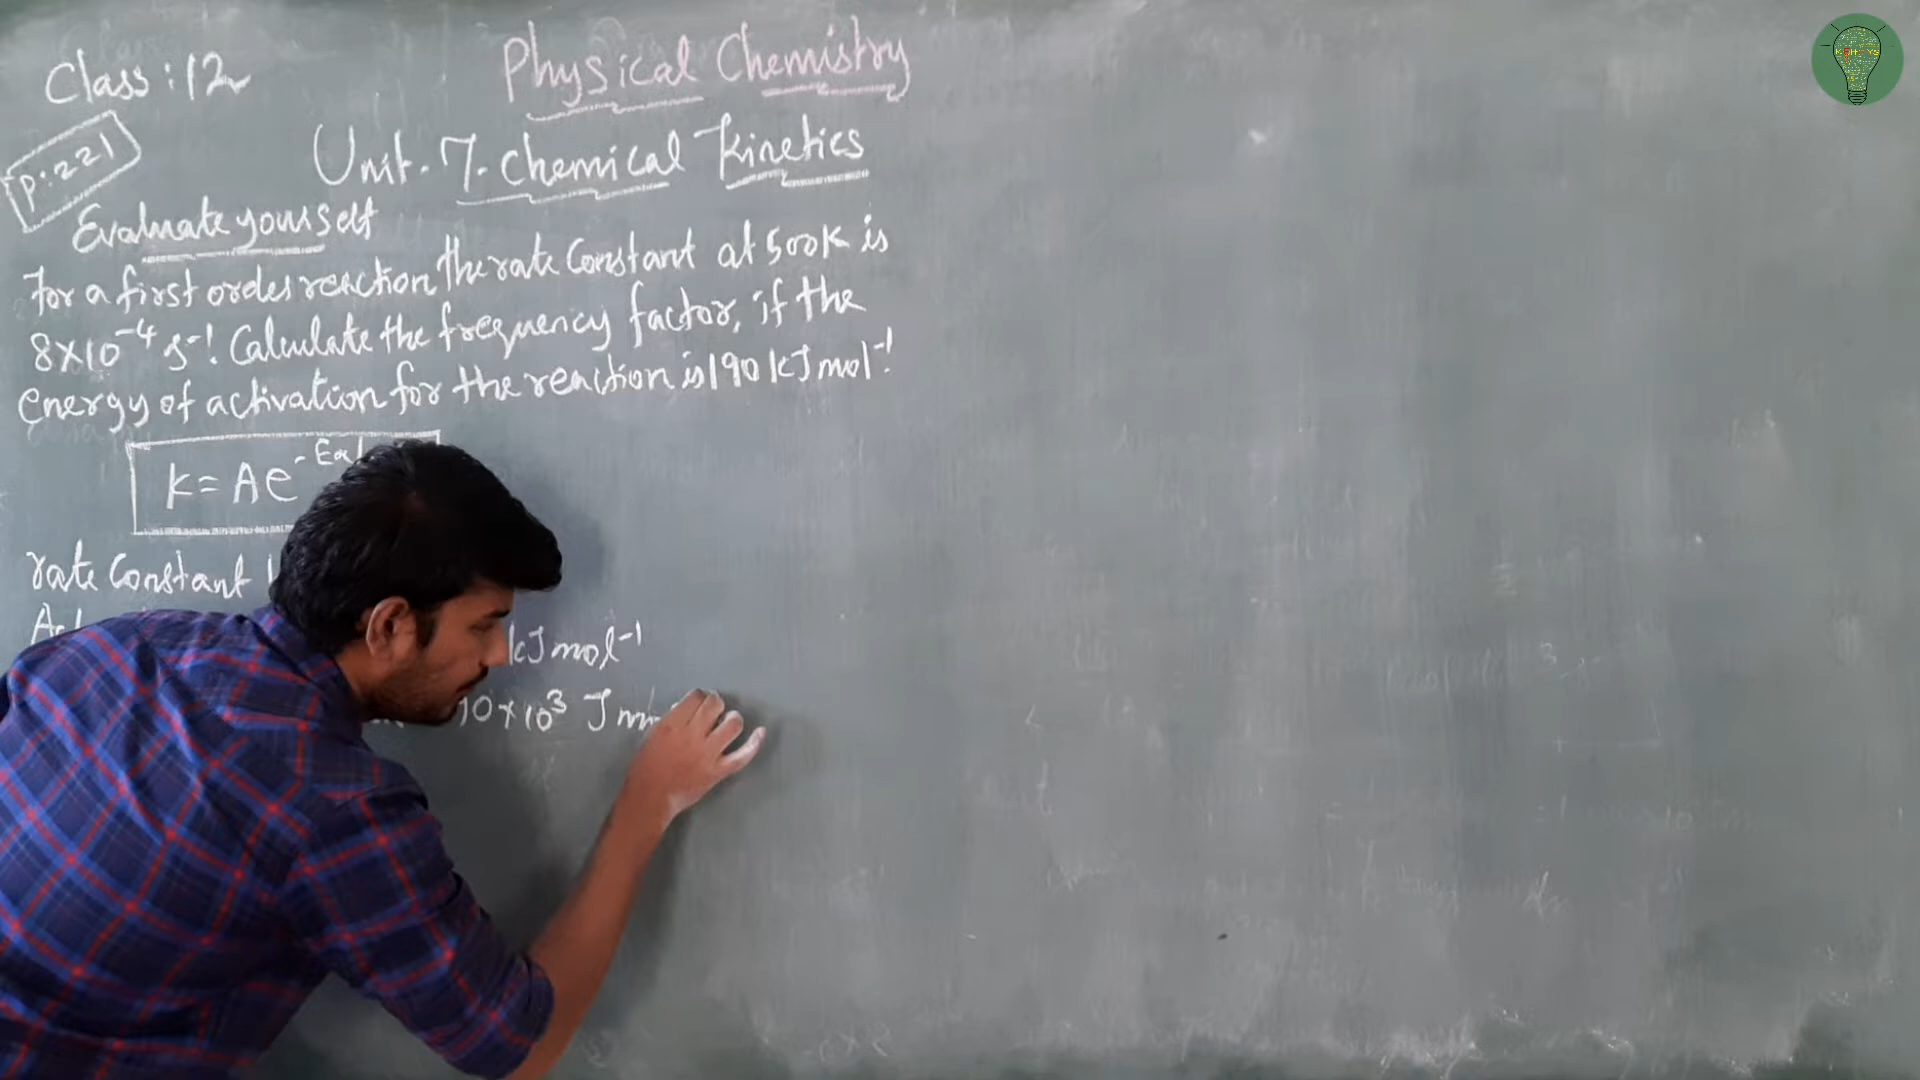 Class : 12
Physical Chemistry
P: 221
Unit. 7. Chemical Kinetics
Evaluate yourself
For a first order reaction the rate Constant at 500K is
8×10⁻⁴ s⁻¹. Calculate the frequency factor, if the
energy of activation for the reaction is 190 kJ mol⁻¹.
k = Ae
rate Constant
kJ mol⁻¹
×10³ J